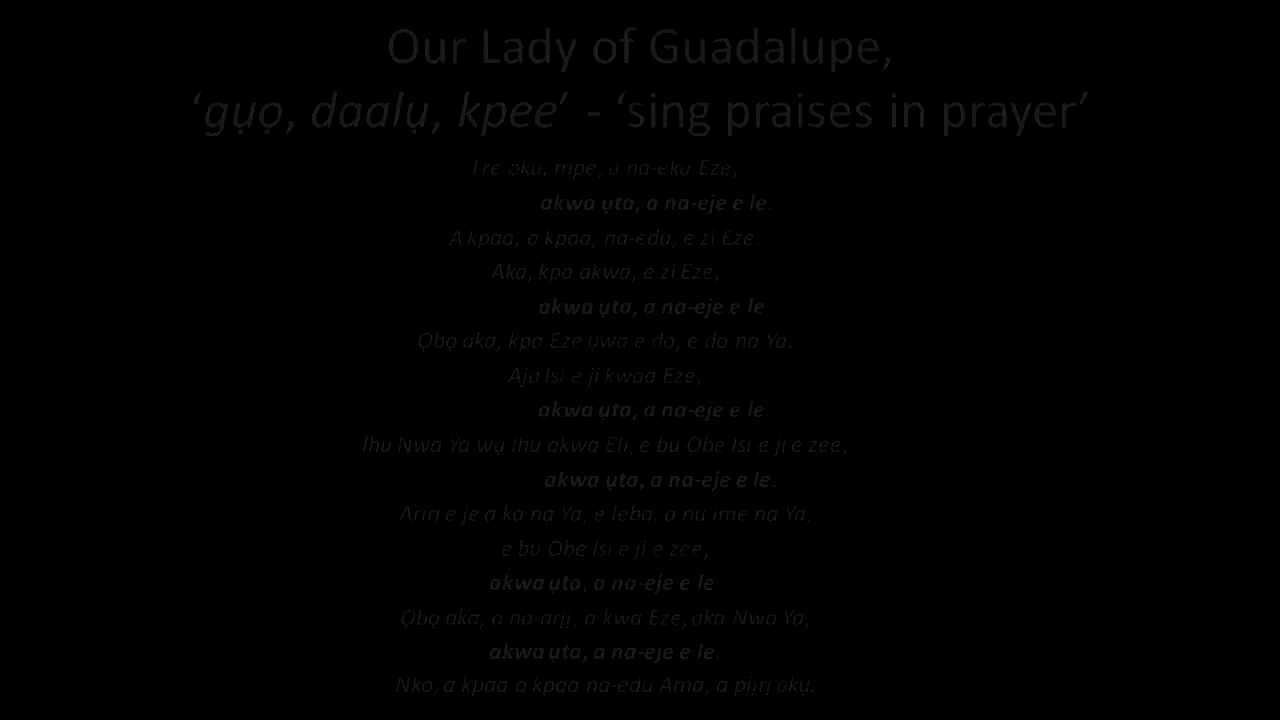 Our Lady of Guadalupe,
‘gụọ, daalụ, kpee’ - ‘sing praises in prayer’
I re oku, mpe, a na-eku Eze,
akwa ụta, a na-eje e le.
A kpaa, ọ kpaa, na-edu, e zi Eze.
Aka, kpa akwa, e zi Eze,
akwa ụta, a na-eje e le
Ọbọ aka, kpa Eze ụwa e do, e do na Ya.
Aja Isi e ji kwaa Eze,
akwa ụta, a na-eje e le
Ihu Nwa Ya wụ Ihu akwa Eli, e bu Obe Isi e ji e zee,
akwa ụta, a na-eje e le.
Arịrị e je a ka na Ya, e leba, a nu ime na Ya,
e bu Obe Isi e ji e zee,
akwa ụta, a na-eje e le.
Ọbọ aka, a na-arịị, a kwa Eze, aka Nwa Ya,
akwa ụta, a na-eje e le.
Nko, a kpaa a kpaa na-edu Ama, a pịịrị okụ.